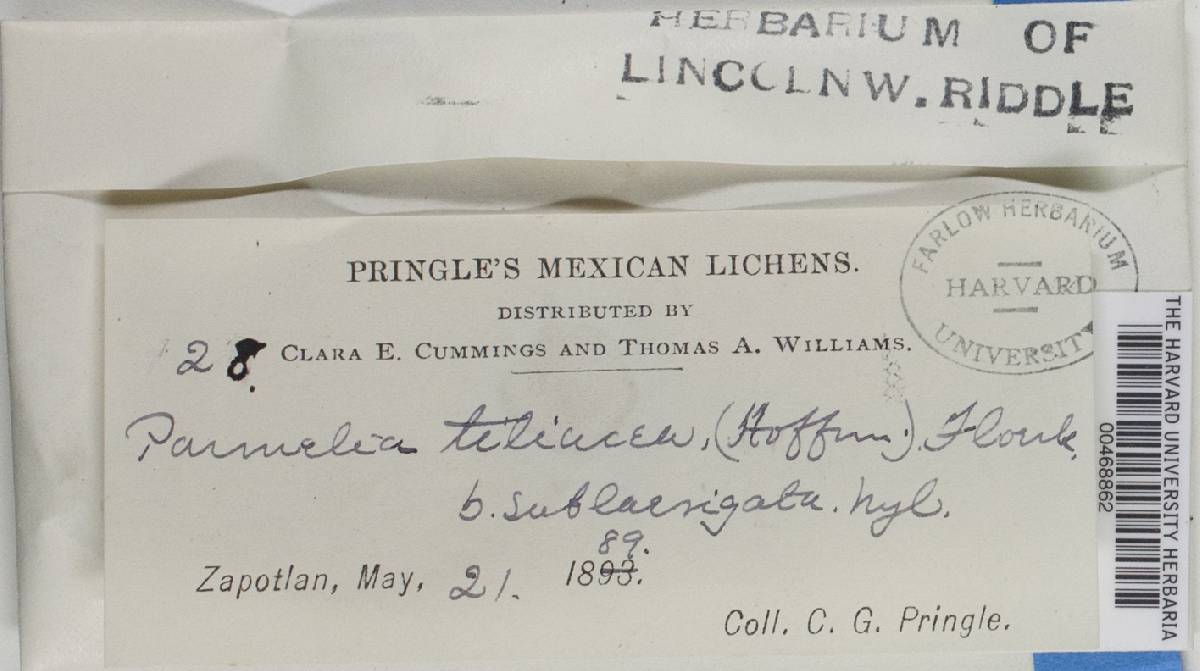 HERBARIUM OF
LINCOLN W. RIDDLE
FARLOW HERBARIUM
HARVARD
UNIVERSITY
PRINGLE'S MEXICAN LICHENS.
DISTRIBUTED BY
28. CLARA E. CUMMINGS AND THOMAS A. WILLIAMS.
Parmelia tiliacea, (Hoffm.) Floerk.
b. sublaevigata. Nyl.
89.
Zapotlan, May, 21. 1893.
Coll. C. G. Pringle.
THE HARVARD UNIVERSITY HERBARIA
00468862